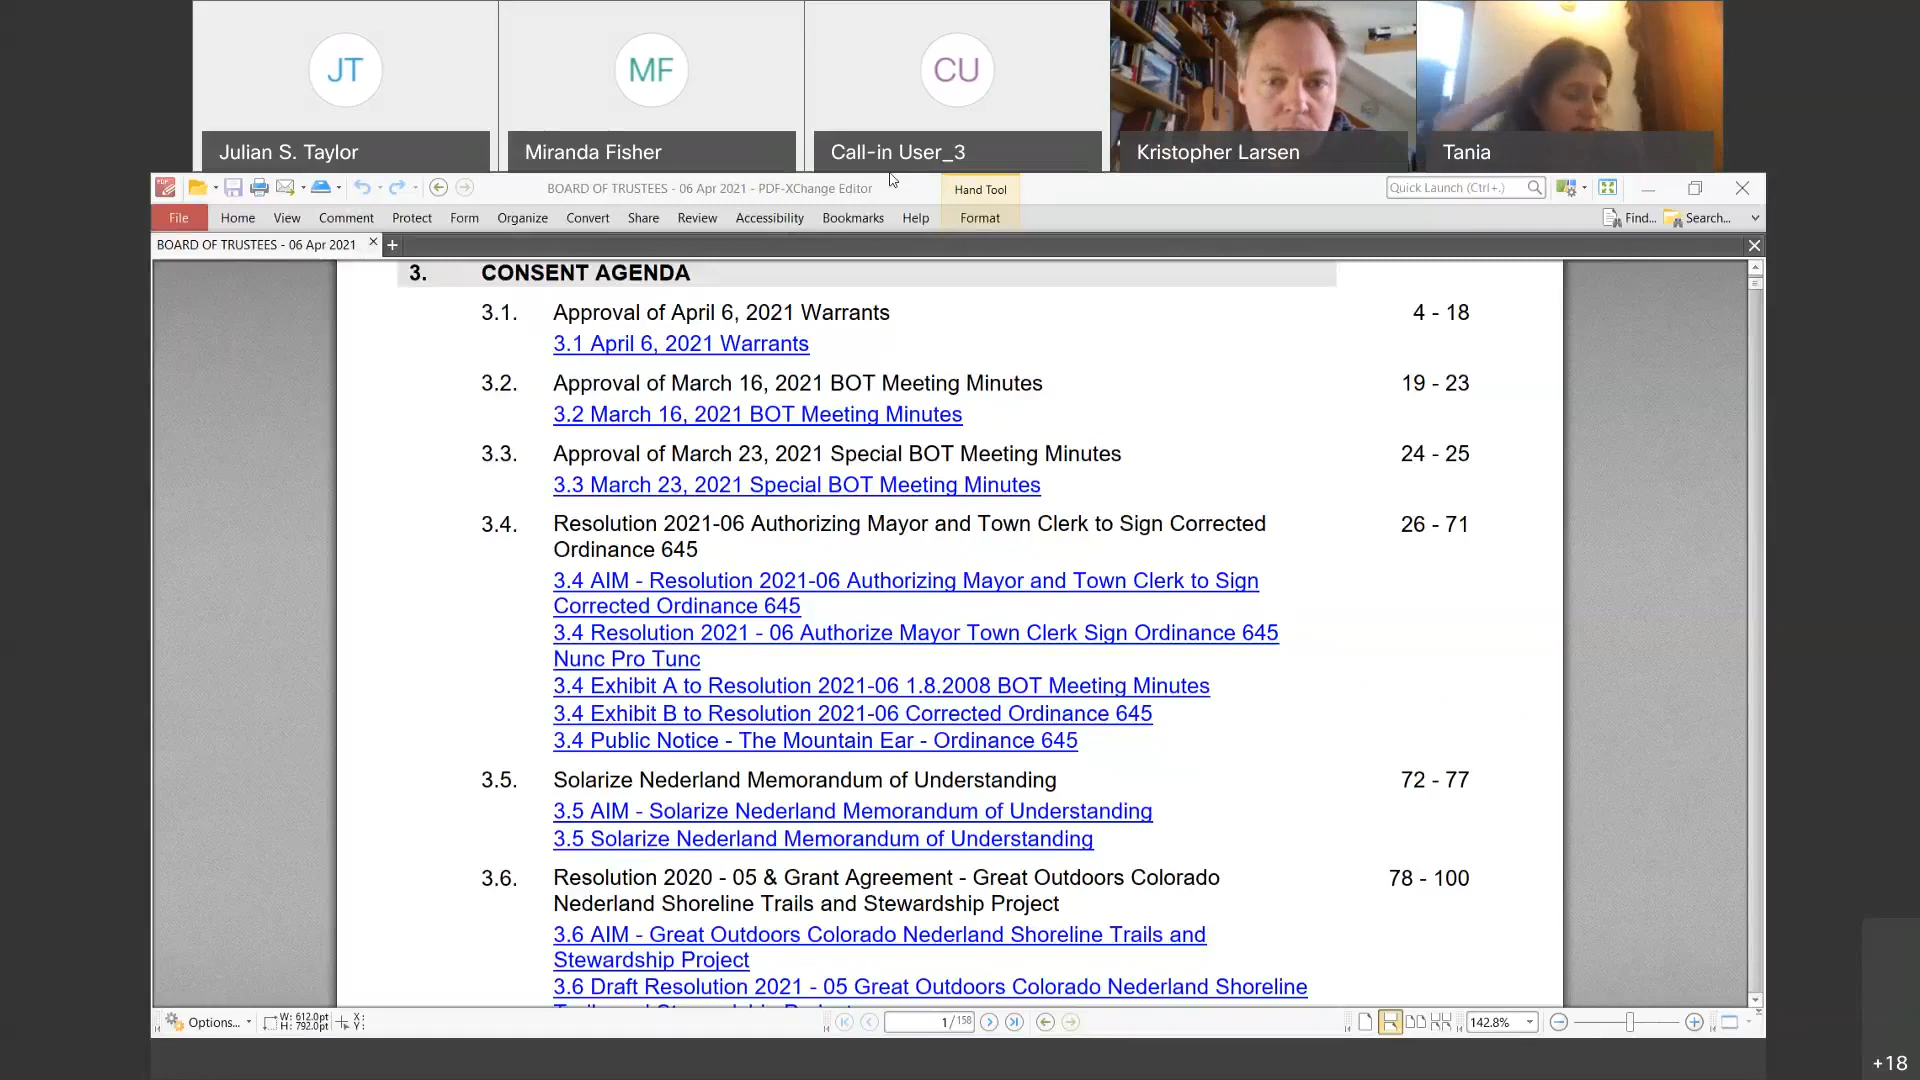 JT
MF
CU
Julian S. Taylor
Miranda Fisher
Call-in User_3
Kristopher Larsen
Tania
BOARD OF TRUSTEES - 06 Apr 2021 - PDF-XChange Editor
Hand Tool
Quick Launch (Ctrl+.)
File Home View Comment Protect Form Organize Convert Share Review Accessibility Bookmarks Help Format Find... Search...
BOARD OF TRUSTEES - 06 Apr 2021
3. CONSENT AGENDA
3.1. Approval of April 6, 2021 Warrants 4 - 18
3.1 April 6, 2021 Warrants
3.2. Approval of March 16, 2021 BOT Meeting Minutes 19 - 23
3.2 March 16, 2021 BOT Meeting Minutes
3.3. Approval of March 23, 2021 Special BOT Meeting Minutes 24 - 25
3.3 March 23, 2021 Special BOT Meeting Minutes
3.4. Resolution 2021-06 Authorizing Mayor and Town Clerk to Sign Corrected 26 - 71
Ordinance 645
3.4 AIM - Resolution 2021-06 Authorizing Mayor and Town Clerk to Sign
Corrected Ordinance 645
3.4 Resolution 2021 - 06 Authorize Mayor Town Clerk Sign Ordinance 645
Nunc Pro Tunc
3.4 Exhibit A to Resolution 2021-06 1.8.2008 BOT Meeting Minutes
3.4 Exhibit B to Resolution 2021-06 Corrected Ordinance 645
3.4 Public Notice - The Mountain Ear - Ordinance 645
3.5. Solarize Nederland Memorandum of Understanding 72 - 77
3.5 AIM - Solarize Nederland Memorandum of Understanding
3.5 Solarize Nederland Memorandum of Understanding
3.6. Resolution 2020 - 05 & Grant Agreement - Great Outdoors Colorado 78 - 100
Nederland Shoreline Trails and Stewardship Project
3.6 AIM - Great Outdoors Colorado Nederland Shoreline Trails and
Stewardship Project
3.6 Draft Resolution 2021 - 05 Great Outdoors Colorado Nederland Shoreline
Options...
W: 612.0pt
H: 792.0pt
X:
Y:
1 / 158
142.8%
+18